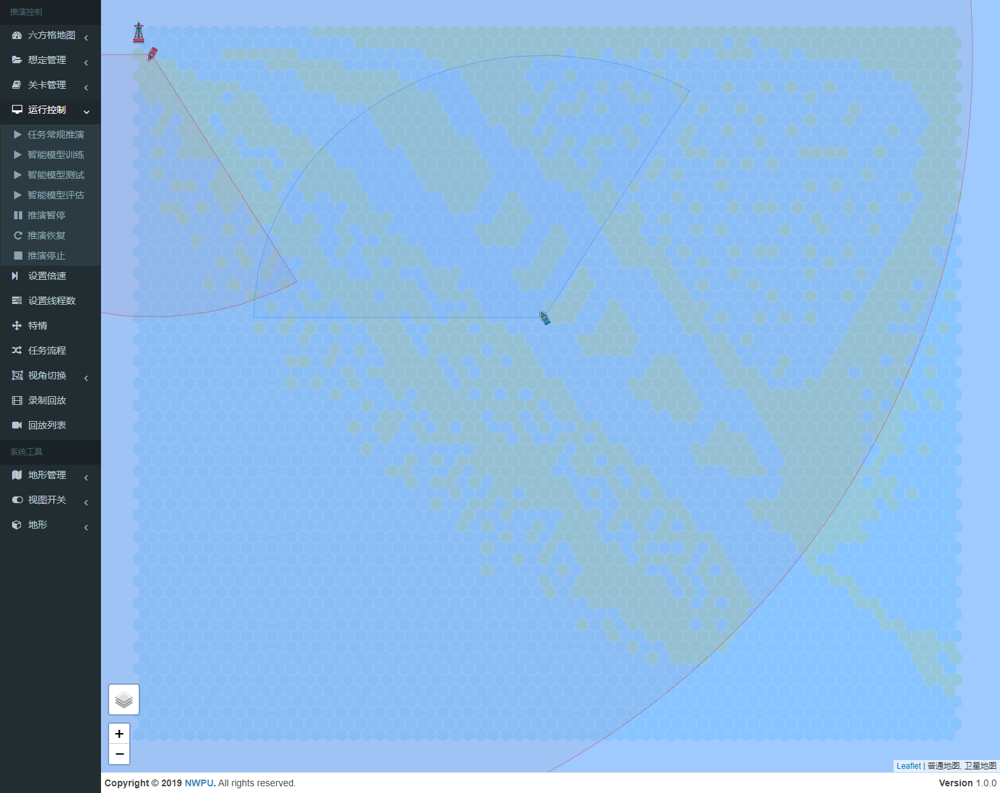 推演控制
六方格地图
想定管理
关卡管理
运行控制
任务常规推演
智能模型训练
智能模型测试
智能模型评估
推演暂停
推演恢复
推演停止
设置倍速
设置线程数
特情
任务流程
视角切换
录制回放
回放列表
系统工具
地形管理
视图开关
地形
+
−
Leaflet | 普通地图, 卫星地图
Copyright © 2019 NWPU. All rights reserved.
Version 1.0.0